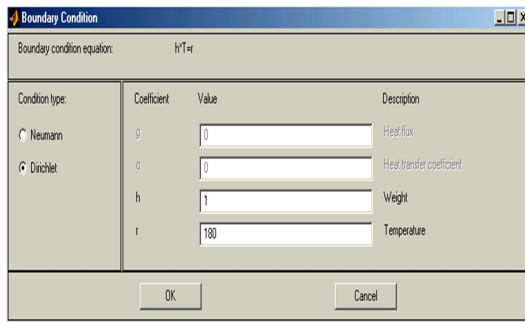 Boundary Condition
Boundary condition equation: h*T=r
Condition type: Coefficient Value Description
Neumann g 0 Heat flux
Dirichlet q 0 Heat transfer coefficient
h 1 Weight
r 180 Temperature
OK Cancel